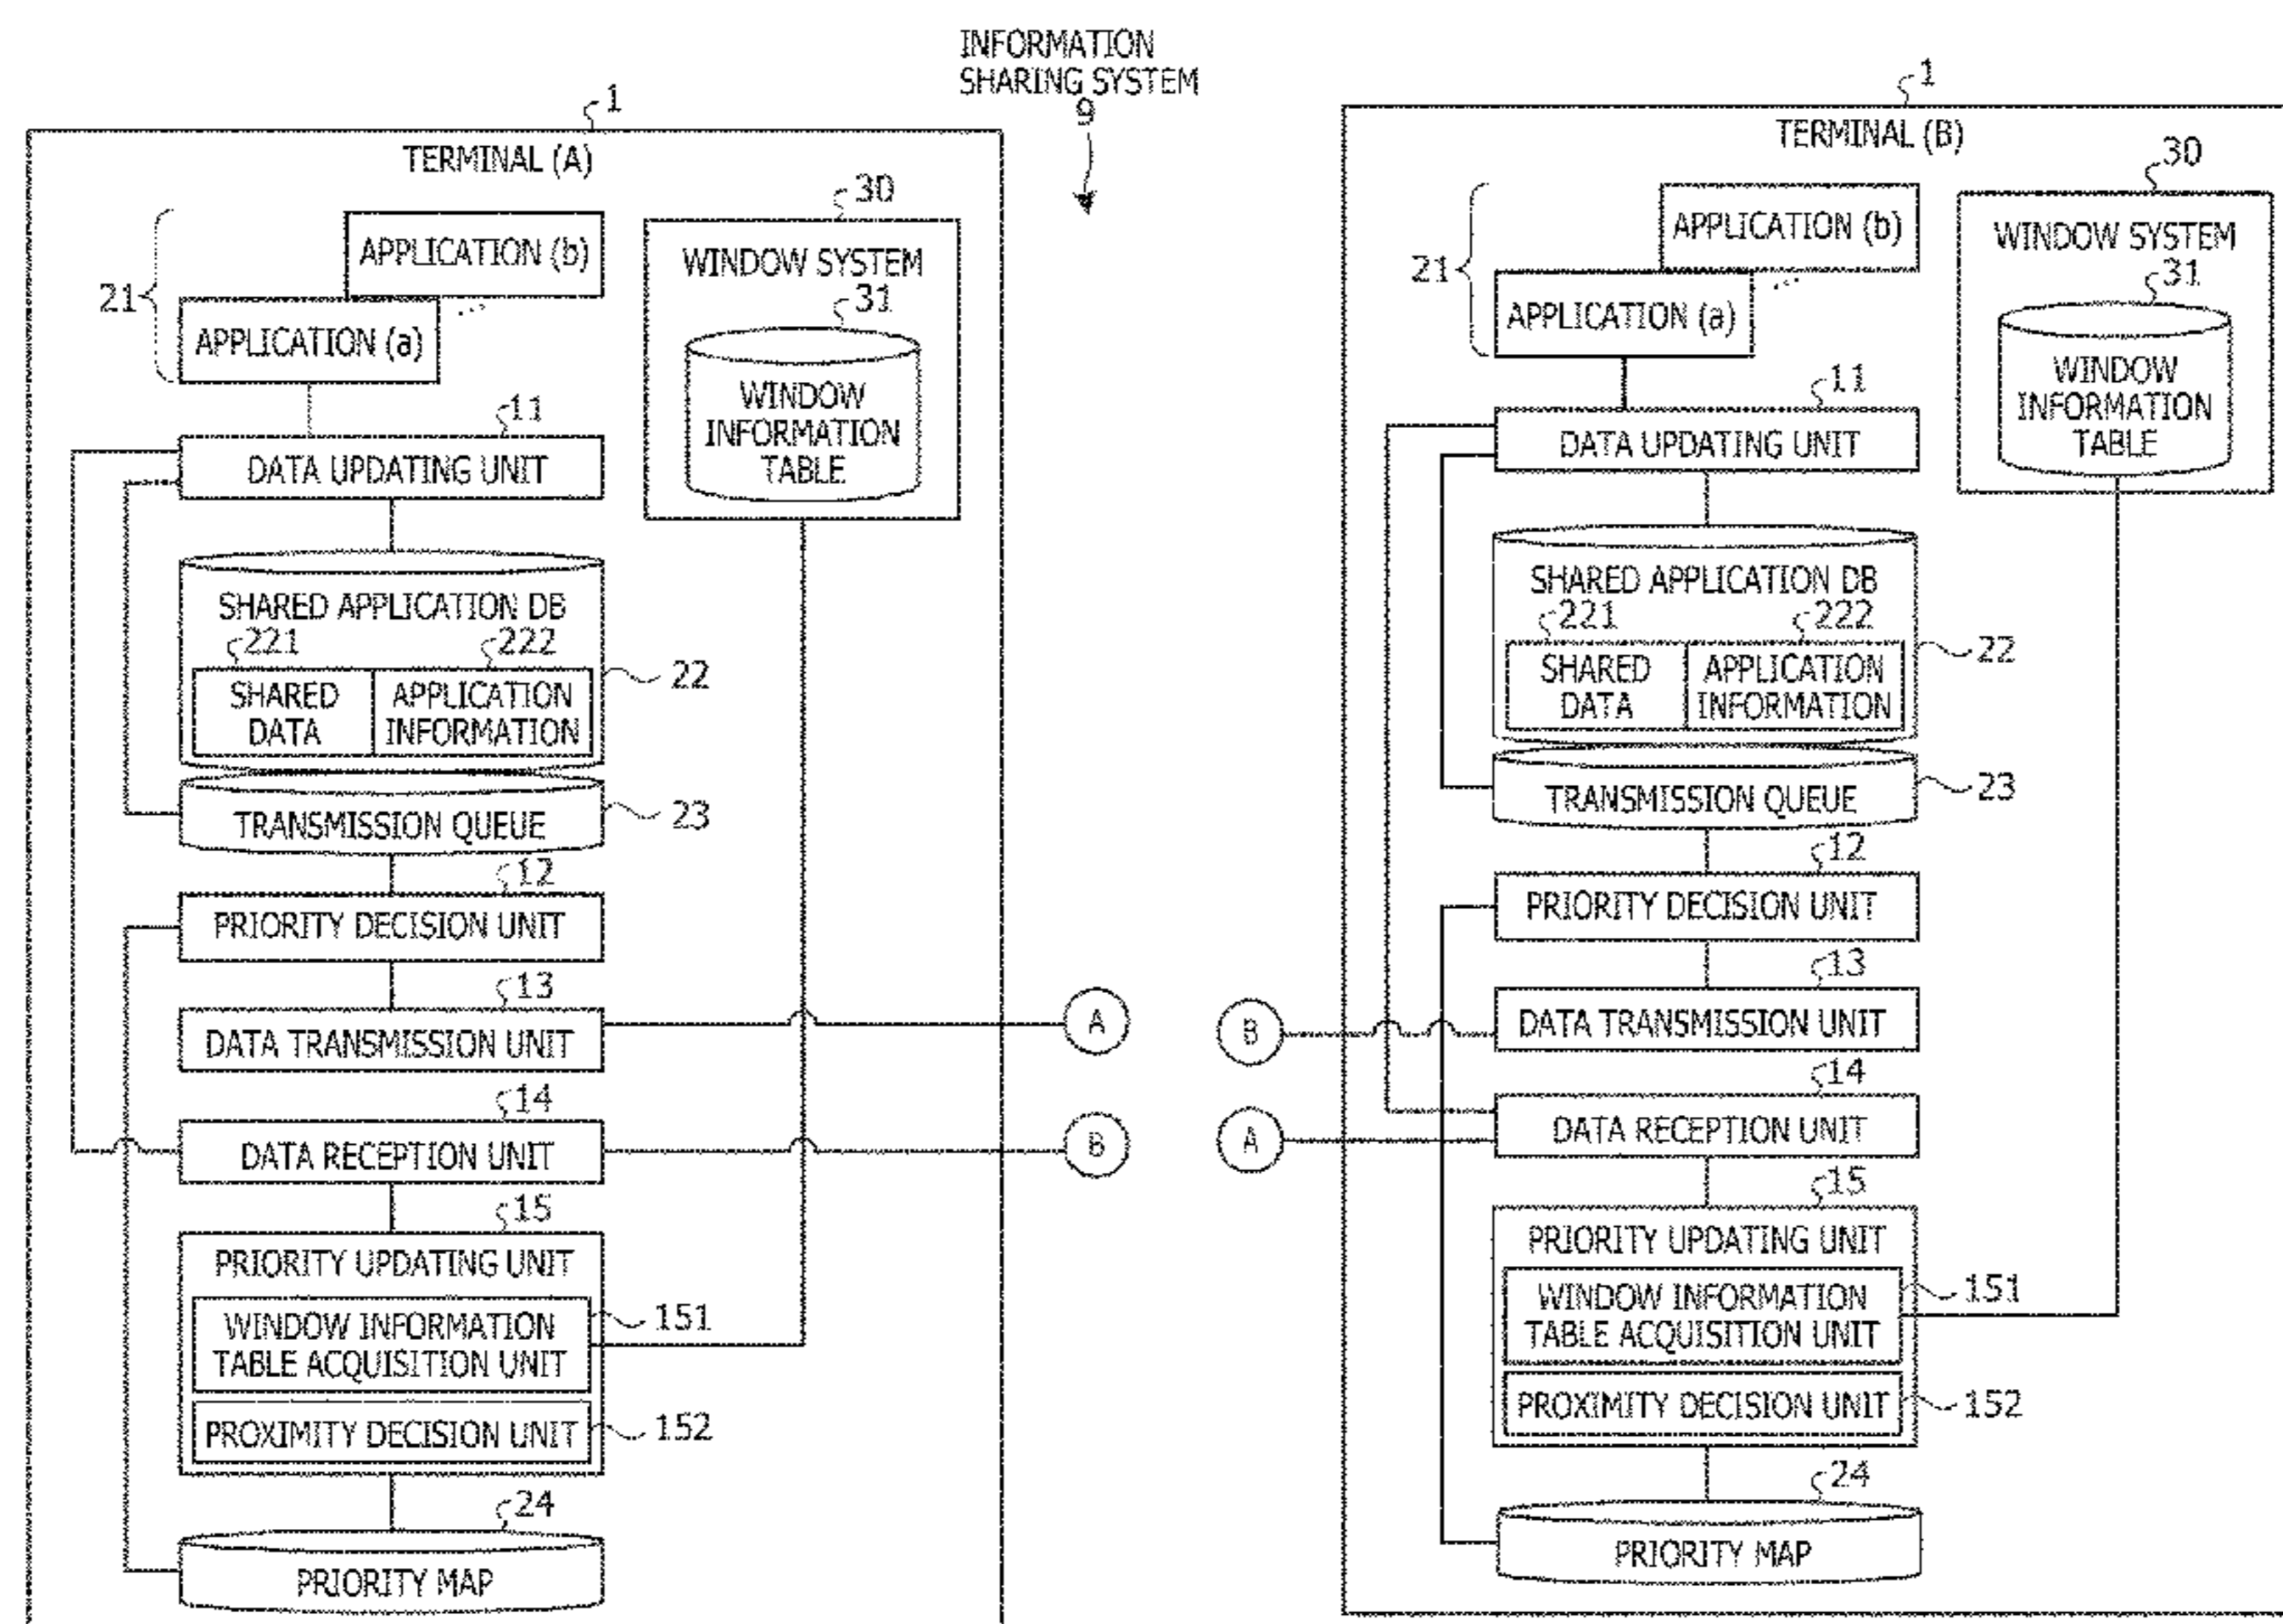 INFORMATION
SHARING SYSTEM
9
1
TERMINAL (A)
30
21
APPLICATION (b)
...
APPLICATION (a)
WINDOW SYSTEM
31
WINDOW
INFORMATION
TABLE
11
DATA UPDATING UNIT
SHARED APPLICATION DB
221
222
SHARED
DATA
APPLICATION
INFORMATION
22
TRANSMISSION QUEUE
23
12
PRIORITY DECISION UNIT
13
DATA TRANSMISSION UNIT
A
14
DATA RECEPTION UNIT
B
15
PRIORITY UPDATING UNIT
WINDOW INFORMATION
TABLE ACQUISITION UNIT
151
PROXIMITY DECISION UNIT
152
24
PRIORITY MAP
1
TERMINAL (B)
30
21
APPLICATION (b)
...
APPLICATION (a)
WINDOW SYSTEM
31
WINDOW
INFORMATION
TABLE
11
DATA UPDATING UNIT
SHARED APPLICATION DB
221
222
SHARED
DATA
APPLICATION
INFORMATION
22
TRANSMISSION QUEUE
23
12
PRIORITY DECISION UNIT
13
B
DATA TRANSMISSION UNIT
14
A
DATA RECEPTION UNIT
15
PRIORITY UPDATING UNIT
WINDOW INFORMATION
TABLE ACQUISITION UNIT
151
PROXIMITY DECISION UNIT
152
24
PRIORITY MAP